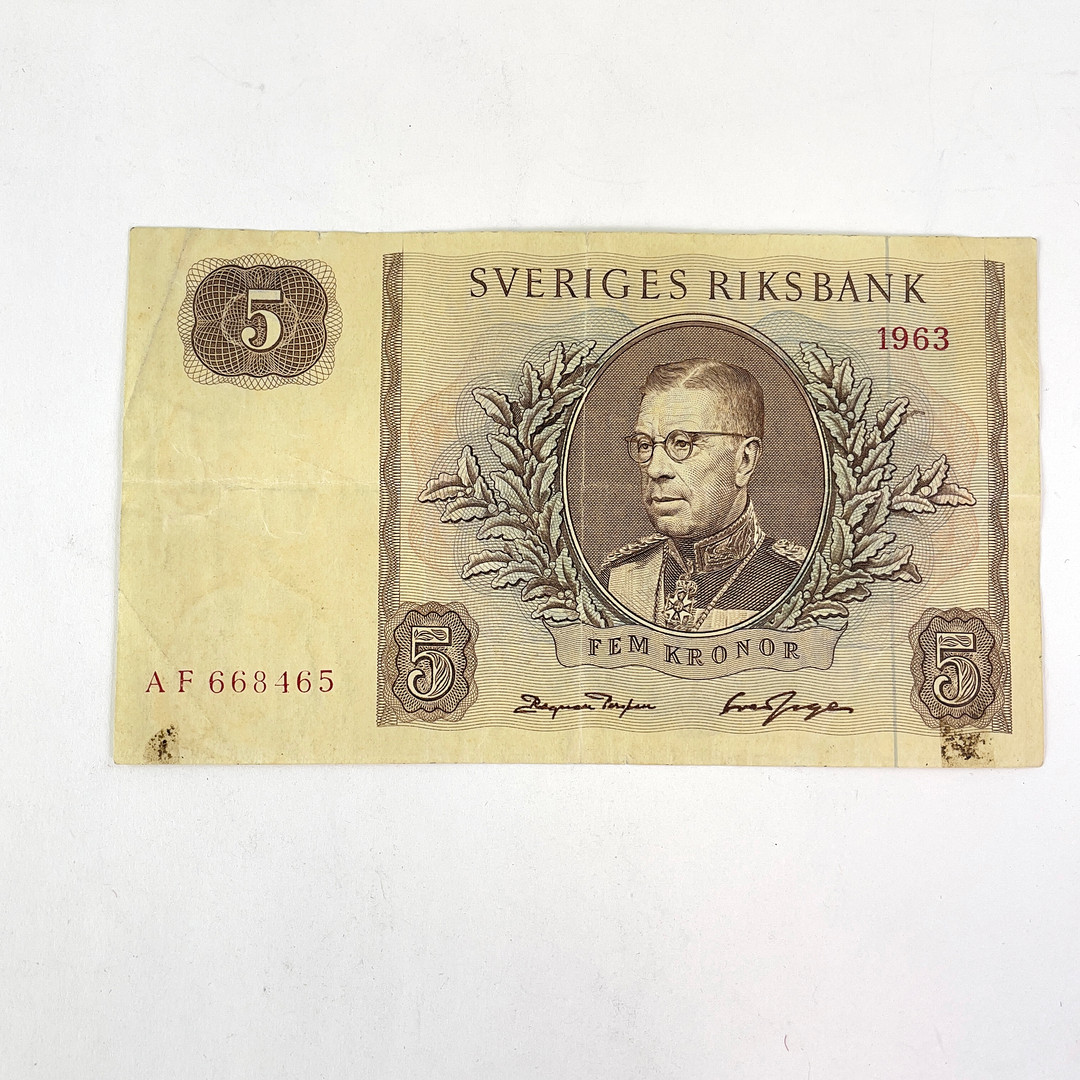 5
SVERIGES RIKSBANK
1963
FEM KRONOR
5
5
AF 668465